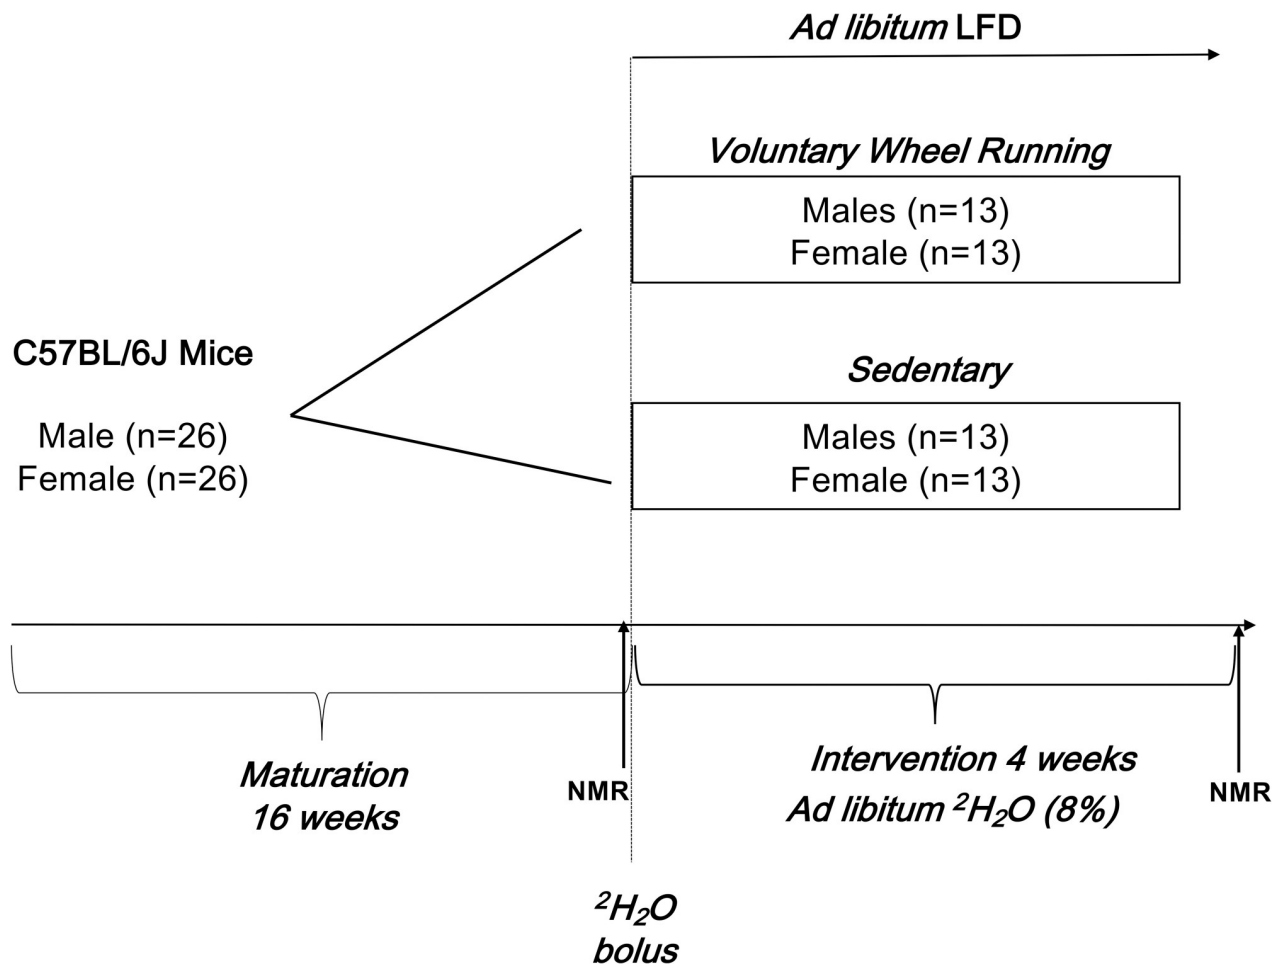 Ad libitum LFD
Voluntary Wheel Running
Males (n=13)
Female (n=13)
C57BL/6J Mice
Male (n=26)
Female (n=26)
Sedentary
Males (n=13)
Female (n=13)
Maturation
16 weeks
NMR
Intervention 4 weeks
Ad libitum ²H₂O (8%)
NMR
²H₂O
bolus